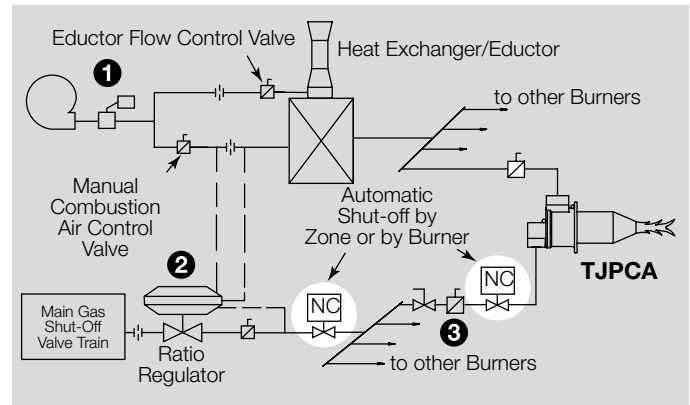 Eductor Flow Control Valve
Heat Exchanger/Eductor
1
to other Burners
Manual
Combustion
Air Control
Valve
Automatic
Shut-off by
Zone or by Burner
TJPCA
2
NC
NC
Main Gas
Shut-Off
Valve Train
Ratio
Regulator
3
to other Burners